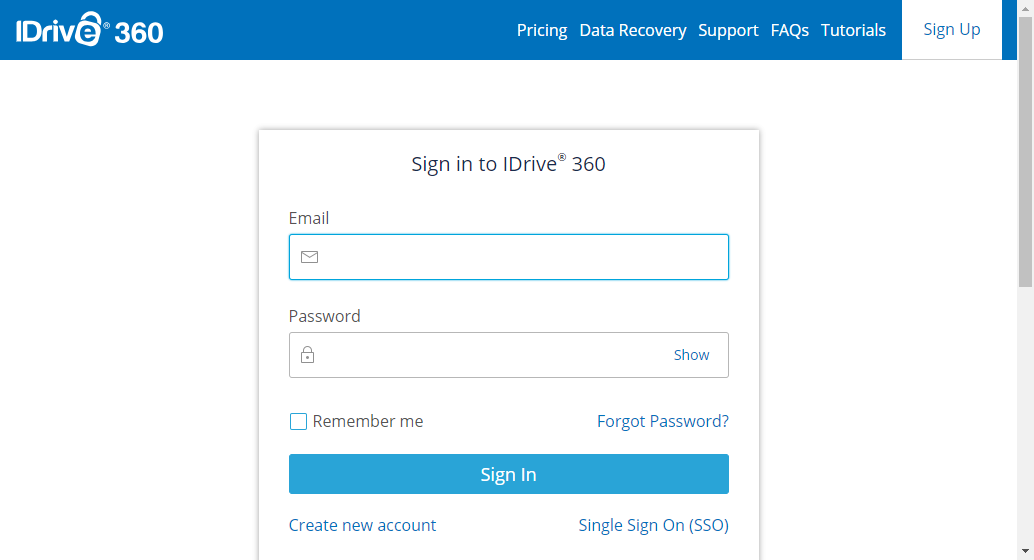 IDrive® 360
Pricing Data Recovery Support FAQs Tutorials Sign Up
Sign in to IDrive® 360
Email
Password
Show
Remember me Forgot Password?
Sign In
Create new account Single Sign On (SSO)